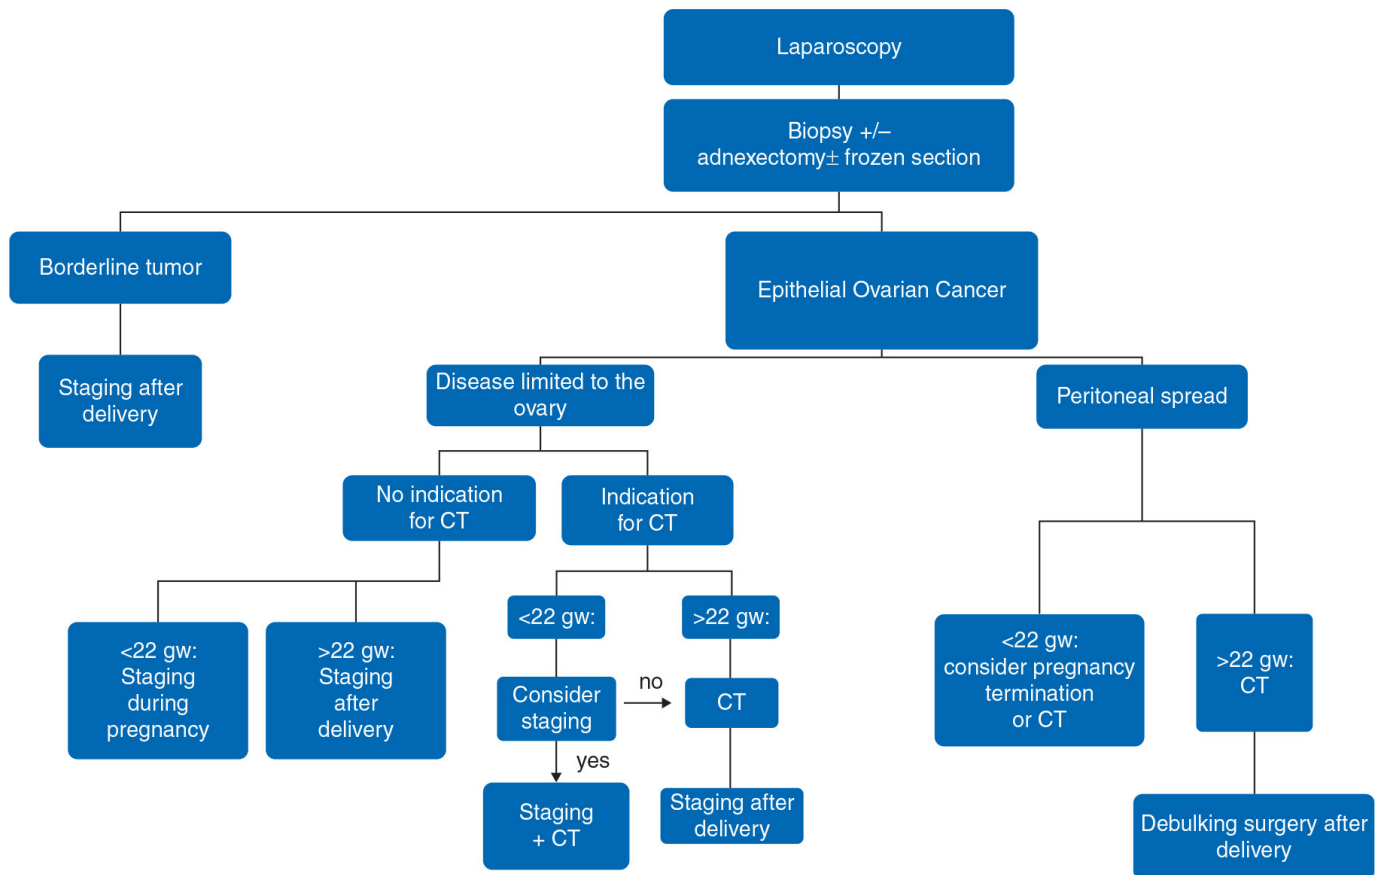 Laparoscopy
Biopsy +/–
adnexectomy± frozen section
Borderline tumor
Epithelial Ovarian Cancer
Staging after
delivery
Disease limited to the
ovary
Peritoneal spread
No indication
for CT
Indication
for CT
<22 gw:
Staging
during
pregnancy
>22 gw:
Staging
after
delivery
<22 gw:
>22 gw:
Consider
staging
no
CT
yes
Staging
+ CT
Staging after
delivery
<22 gw:
consider pregnancy
termination
or CT
>22 gw:
CT
Debulking surgery after
delivery